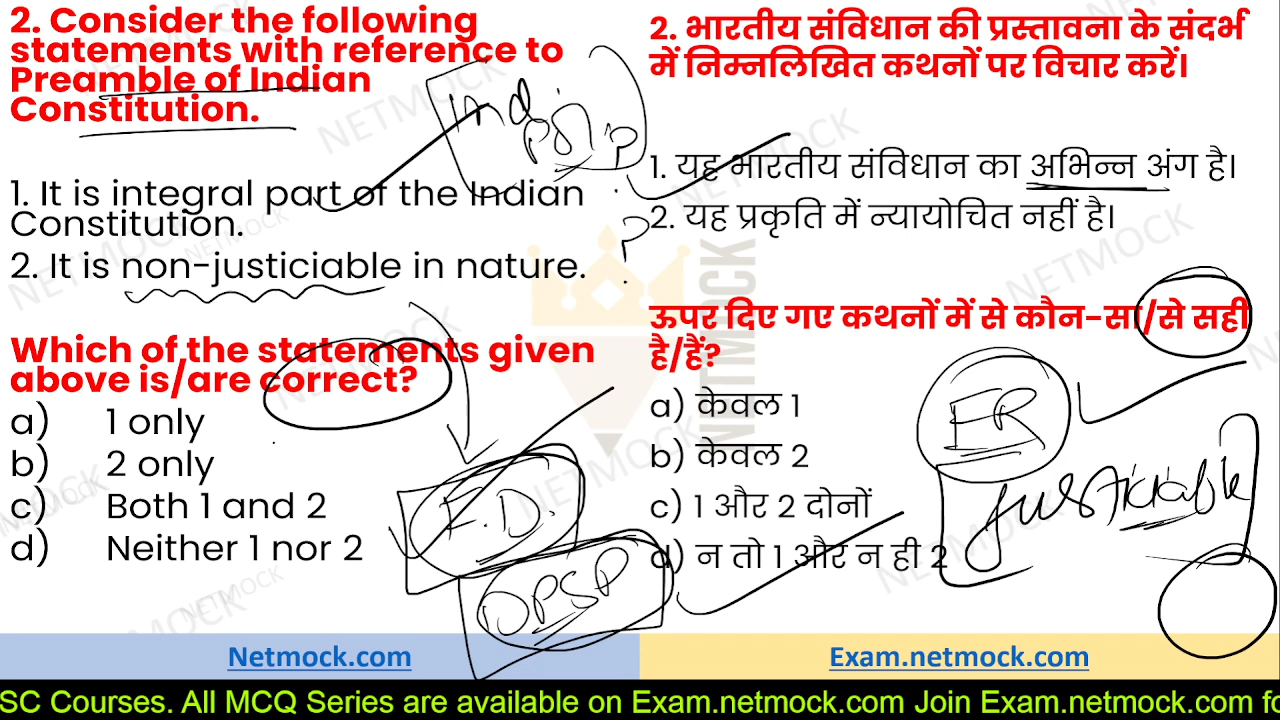 2. Consider the following
statements with reference to
Preamble of Indian
Constitution.
1. It is integral part of the Indian
Constitution.
2. It is non-justiciable in nature.
Which of the statements given
above is/are correct?
a) 1 only
b) 2 only
c) Both 1 and 2
d) Neither 1 nor 2
F.D.
DPSP
2. भारतीय संविधान की प्रस्तावना के संदर्भ
में निम्नलिखित कथनों पर विचार करें।
1. यह भारतीय संविधान का अभिन्न अंग है।
2. यह प्रकृति में न्यायोचित नहीं है।
?
ऊपर दिए गए कथनों में से कौन-सा/से सही
है/हैं?
a) केवल 1
b) केवल 2
c) 1 और 2 दोनों
d) न तो 1 और न ही 2
FR
Justiciable
NETMOCK
Netmock.com
Exam.netmock.com
SC Courses. All MCQ Series are available on Exam.netmock.com Join Exam.netmock.com fo